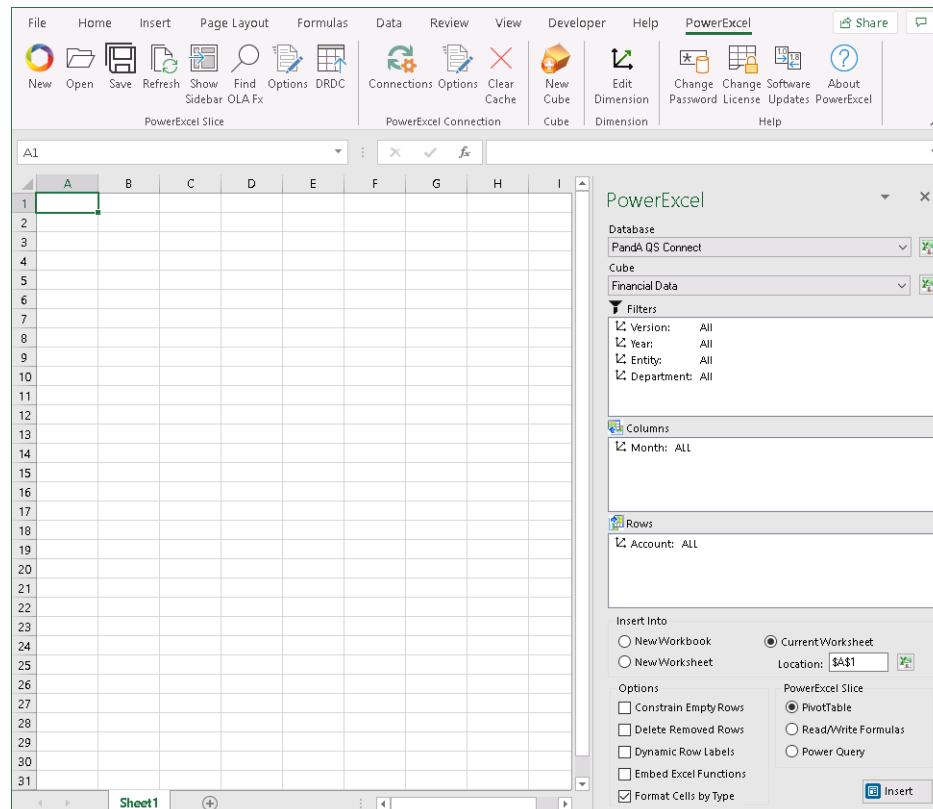 File Home Insert Page Layout Formulas Data Review View Developer Help PowerExcel Share
New Open Save Refresh Show Sidebar Find OLA Fx Options DRDC Connections Options Clear Cache New Cube Edit Dimension Change Password Change License Software Updates About PowerExcel
PowerExcel Slice PowerExcel Connection Cube Dimension Help
A1 fx
A B C D E F G H I
1
2
3
4
5
6
7
8
9
10
11
12
13
14
15
16
17
18
19
20
21
22
23
24
25
26
27
28
29
30
31
Sheet1
PowerExcel
Database
PandA QS Connect
Cube
Financial Data
Filters
Version: All
Year: All
Entity: All
Department: All
Columns
Month: ALL
Rows
Account: ALL
Insert Into
New Workbook Current Worksheet
New Worksheet Location: $A$1
Options PowerExcel Slice
Constrain Empty Rows PivotTable
Delete Removed Rows Read/Write Formulas
Dynamic Row Labels Power Query
Embed Excel Functions
Format Cells by Type Insert